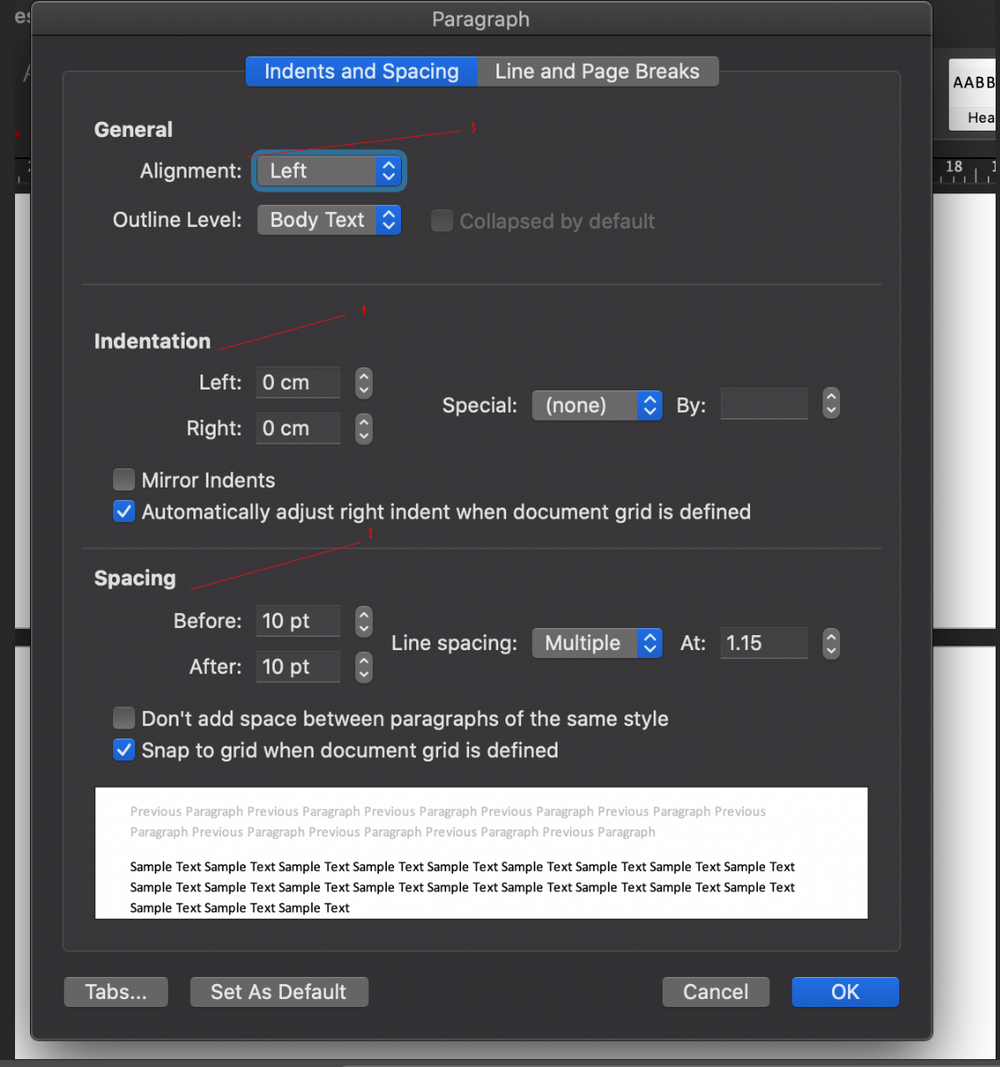 Paragraph
Indents and Spacing Line and Page Breaks
AABB
Hea
General
Alignment: Left
Outline Level: Body Text Collapsed by default
18
Indentation
Left: 0 cm
Special: (none) By:
Right: 0 cm
Mirror Indents
Automatically adjust right indent when document grid is defined
Spacing
Before: 10 pt
Line spacing: Multiple At: 1.15
After: 10 pt
Don't add space between paragraphs of the same style
Snap to grid when document grid is defined
Previous Paragraph Previous Paragraph Previous Paragraph Previous Paragraph Previous Paragraph Previous
Paragraph Previous Paragraph Previous Paragraph Previous Paragraph Previous Paragraph
Sample Text Sample Text Sample Text Sample Text Sample Text Sample Text Sample Text Sample Text Sample Text
Sample Text Sample Text Sample Text Sample Text Sample Text Sample Text Sample Text Sample Text Sample Text
Sample Text Sample Text Sample Text
Tabs... Set As Default Cancel OK